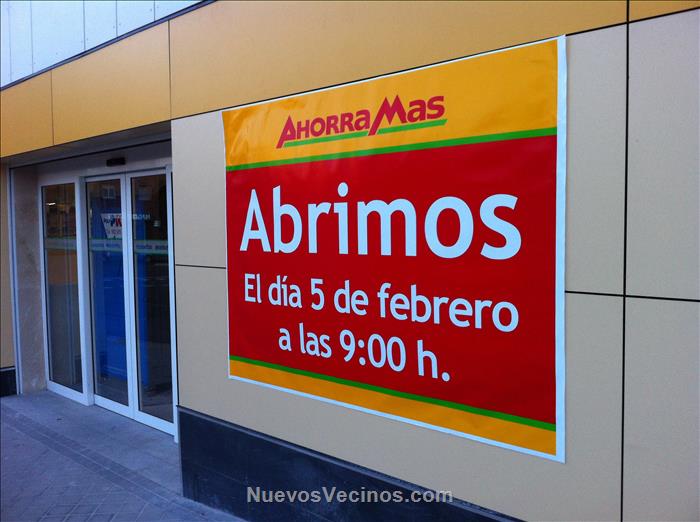 AHORRAMAS
Abrimos
El día 5 de febrero
a las 9:00 h.
NuevosVecinos.com